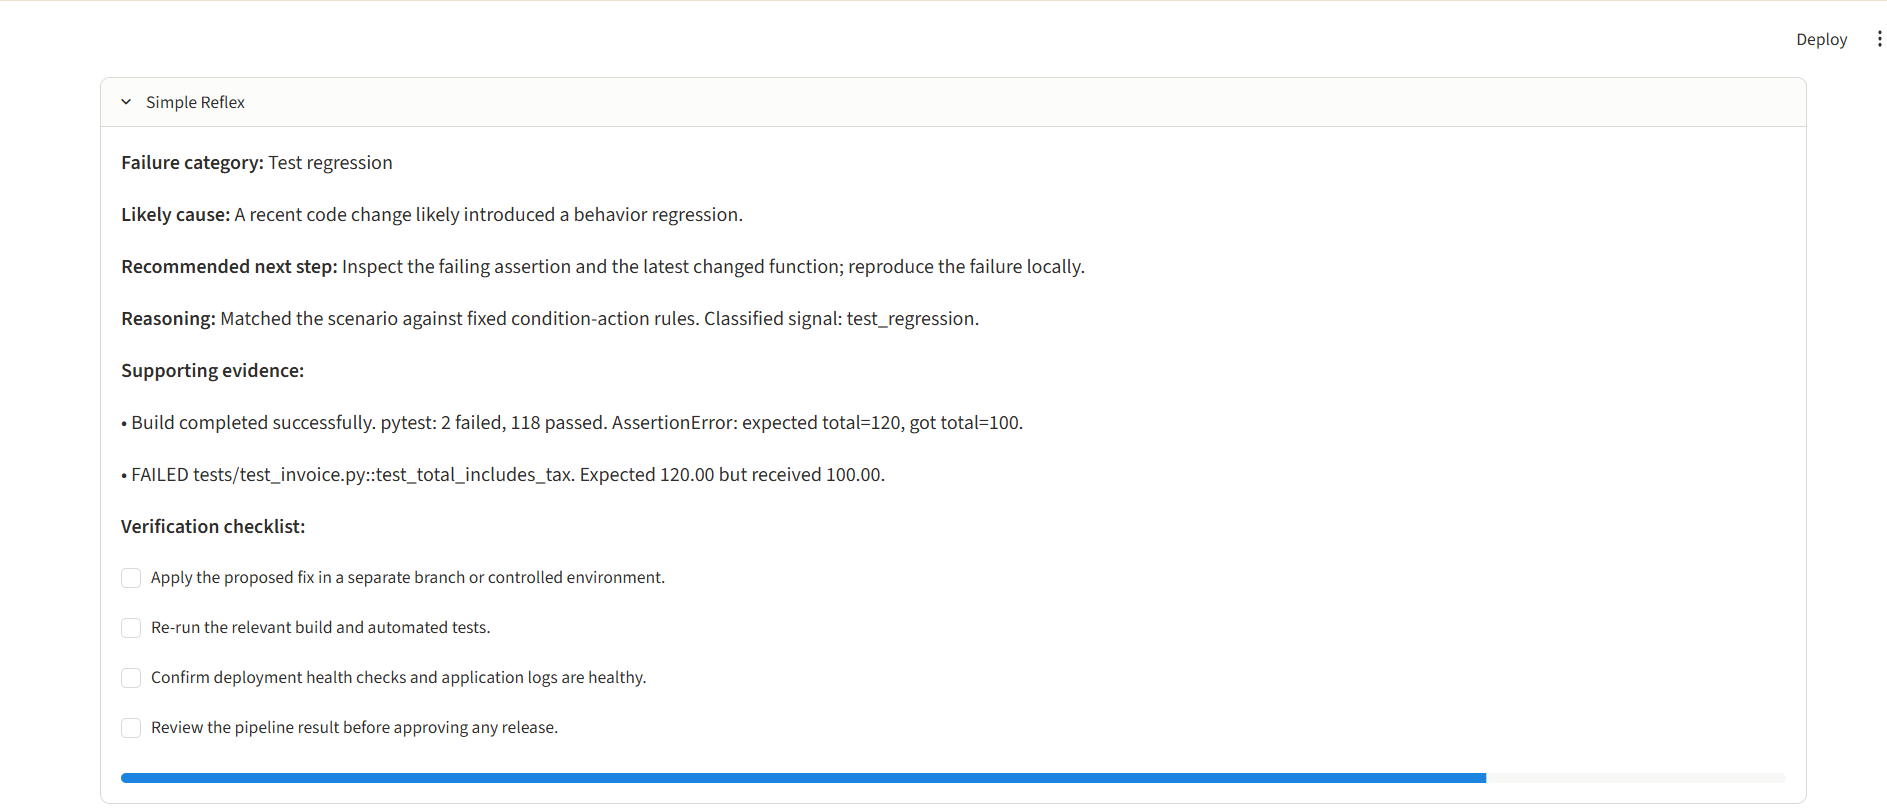 Deploy
Simple Reflex
Failure category: Test regression
Likely cause: A recent code change likely introduced a behavior regression.
Recommended next step: Inspect the failing assertion and the latest changed function; reproduce the failure locally.
Reasoning: Matched the scenario against fixed condition-action rules. Classified signal: test_regression.
Supporting evidence:
• Build completed successfully. pytest: 2 failed, 118 passed. AssertionError: expected total=120, got total=100.
• FAILED tests/test_invoice.py::test_total_includes_tax. Expected 120.00 but received 100.00.
Verification checklist:
Apply the proposed fix in a separate branch or controlled environment.
Re-run the relevant build and automated tests.
Confirm deployment health checks and application logs are healthy.
Review the pipeline result before approving any release.